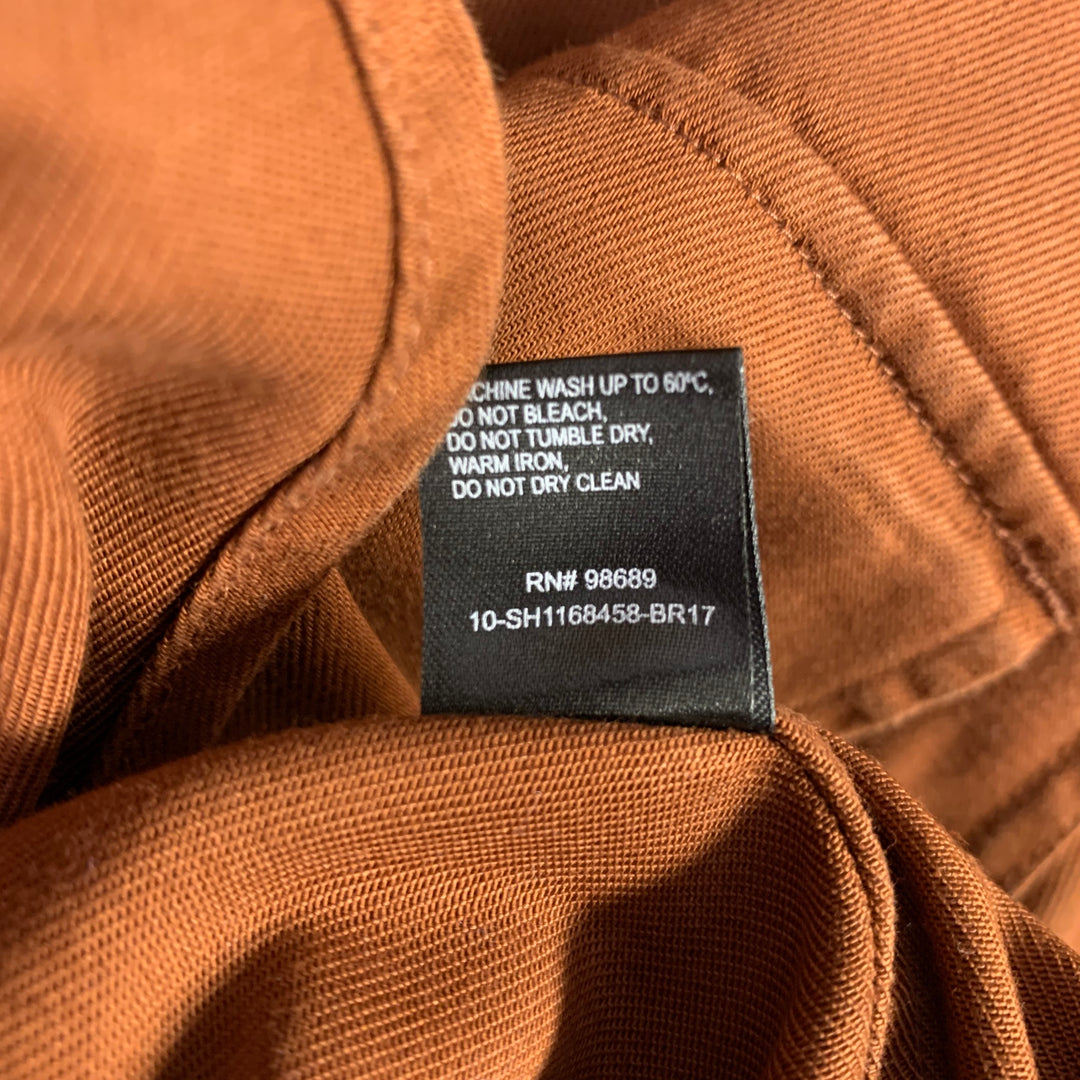 CHINE WASH UP TO 60°C,
DO NOT BLEACH,
DO NOT TUMBLE DRY,
WARM IRON,
DO NOT DRY CLEAN
RN# 98689
10-SH1168458-BR17